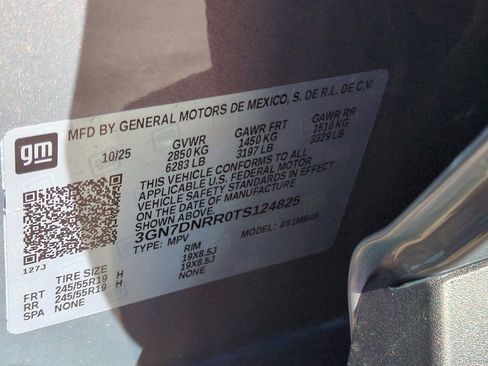 gm
MFD BY GENERAL MOTORS DE MEXICO, S. DE R.L. DE C.V.
10/25 GVWR GAWR FRT GAWR RR
2850 KG 1450 KG 1510 KG
6283 LB 3197 LB 3329 LB
THIS VEHICLE CONFORMS TO ALL
APPLICABLE U.S. FEDERAL MOTOR
VEHICLE SAFETY STANDARDS IN EFFECT
ON THE DATE OF MANUFACTURE
SHOWN ABOVE.
3GN7DNRR0TS124825
TYPE: MPV MODEL: 0S1MB48
127J
TIRE SIZE RIM
FRT 245/55R19 H 19X8.5J
RR 245/55R19 H 19X8.5J
SPA NONE NONE